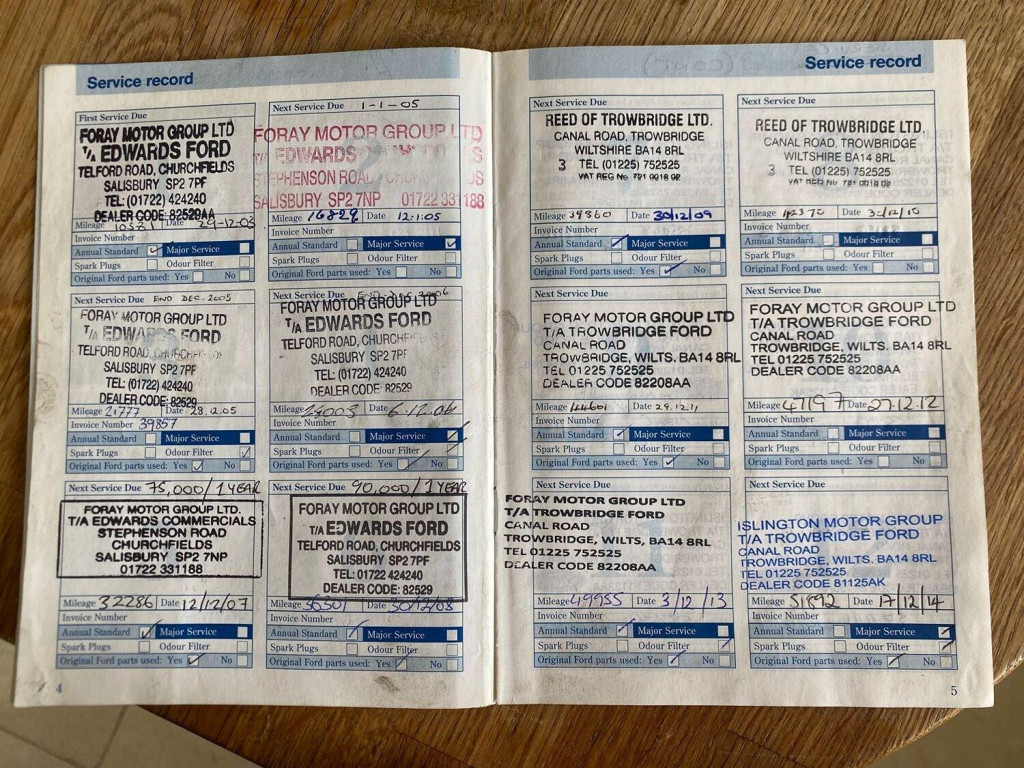 Service record
First Service Due
FORAY MOTOR GROUP LTD
T/A EDWARDS FORD
TELFORD ROAD, CHURCHFIELDS
SALISBURY SP2 7PF
TEL: (01722) 424240
DEALER CODE: 82529AA
Mileage Date 29-12-03
Invoice Number
Annual Standard Major Service
Spark Plugs Odour Filter
Original Ford parts used: Yes No
Next Service Due 1-1-05
FORAY MOTOR GROUP LTD
T/A EDWARDS
STEPHENSON ROAD
SALISBURY SP2 7NP 01722 331188
Mileage 16829 Date 12.1.05
Invoice Number
Annual Standard Major Service
Spark Plugs Odour Filter
Original Ford parts used: Yes No
Next Service Due END DEC. 2005
FORAY MOTOR GROUP LTD
T/A EDWARDS FORD
TELFORD ROAD, CHURCHFIELDS
SALISBURY SP2 7PF
TEL: (01722) 424240
DEALER CODE: 82529
Mileage 21777 Date 28.12.05
Invoice Number 39857
Annual Standard Major Service
Spark Plugs Odour Filter
Original Ford parts used: Yes No
Next Service Due
FORAY MOTOR GROUP LTD
T/A EDWARDS FORD
TELFORD ROAD, CHURCHFIELDS
SALISBURY SP2 7PF
TEL: (01722) 424240
DEALER CODE: 82529
Mileage Date 6.12.06
Invoice Number
Annual Standard Major Service
Spark Plugs Odour Filter
Original Ford parts used: Yes No
Next Service Due 75,000/1 YEAR
FORAY MOTOR GROUP LTD.
T/A EDWARDS COMMERCIALS
STEPHENSON ROAD
CHURCHFIELDS
SALISBURY SP2 7NP
01722 331188
Mileage 32286 Date 12/12/07
Invoice Number
Annual Standard Major Service
Spark Plugs Odour Filter
Original Ford parts used: Yes No
Next Service Due 90,000/1 YEAR
FORAY MOTOR GROUP LTD
T/A EDWARDS FORD
TELFORD ROAD, CHURCHFIELDS
SALISBURY SP2 7PF
TEL: 01722 424240
DEALER CODE: 82529
Mileage Date 30/12/08
Invoice Number
Annual Standard Major Service
Spark Plugs Odour Filter
Original Ford parts used: Yes No
4
Service record
Next Service Due
REED OF TROWBRIDGE LTD.
CANAL ROAD, TROWBRIDGE
WILTSHIRE BA14 8RL
3 TEL (01225) 752525
VAT REG No 791 0018 02
Mileage 39860 Date 30/12/09
Invoice Number
Annual Standard Major Service
Spark Plugs Odour Filter
Original Ford parts used: Yes No
Next Service Due
REED OF TROWBRIDGE LTD.
CANAL ROAD, TROWBRIDGE
WILTSHIRE BA14 8RL
3 TEL (01225) 752525
VAT REG No
Mileage 42370 Date
Invoice Number
Annual Standard Major Service
Spark Plugs Odour Filter
Original Ford parts used: Yes No
Next Service Due
FORAY MOTOR GROUP LTD
T/A TROWBRIDGE FORD
CANAL ROAD
TROWBRIDGE, WILTS. BA14 8RL
TEL 01225 752525
DEALER CODE 82208AA
Mileage 44601 Date 29.12.11
Invoice Number
Annual Standard Major Service
Spark Plugs Odour Filter
Original Ford parts used: Yes No
Next Service Due
FORAY MOTOR GROUP LTD
T/A TROWBRIDGE FORD
CANAL ROAD
TROWBRIDGE, WILTS. BA14 8RL
TEL 01225 752525
DEALER CODE 82208AA
Mileage 47197 Date 27.12.12
Invoice Number
Annual Standard Major Service
Spark Plugs Odour Filter
Original Ford parts used: Yes No
Next Service Due
FORAY MOTOR GROUP LTD
T/A TROWBRIDGE FORD
CANAL ROAD
TROWBRIDGE, WILTS, BA14 8RL
TEL 01225 752525
DEALER CODE 82208AA
Mileage 49955 Date 3/12/13
Invoice Number
Annual Standard Major Service
Spark Plugs Odour Filter
Original Ford parts used: Yes No
Next Service Due
ISLINGTON MOTOR GROUP
T/A TROWBRIDGE FORD
CANAL ROAD
TROWBRIDGE, WILTS. BA14 8RL
TEL 01225 752525
DEALER CODE 81125AK
Mileage 51892 Date 17/12/14
Invoice Number
Annual Standard Major Service
Spark Plugs Odour Filter
Original Ford parts used: Yes No
5